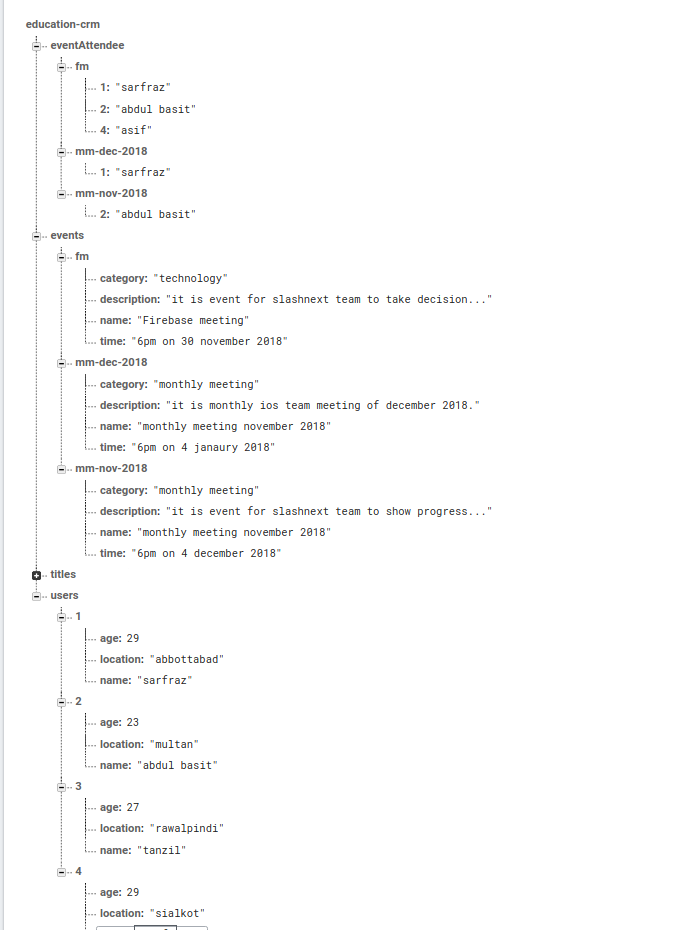 education-crm
eventAttendee
fm
1: "sarfraz"
2: "abdul basit"
4: "asif"
mm-dec-2018
1: "sarfraz"
mm-nov-2018
2: "abdul basit"
events
fm
category: "technology"
description: "it is event for slashnext team to take decision..."
name: "Firebase meeting"
time: "6pm on 30 november 2018"
mm-dec-2018
category: "monthly meeting"
description: "it is monthly ios team meeting of december 2018."
name: "monthly meeting november 2018"
time: "6pm on 4 janaury 2018"
mm-nov-2018
category: "monthly meeting"
description: "it is event for slashnext team to show progress..."
name: "monthly meeting november 2018"
time: "6pm on 4 december 2018"
titles
users
1
age: 29
location: "abbottabad"
name: "sarfraz"
2
age: 23
location: "multan"
name: "abdul basit"
3
age: 27
location: "rawalpindi"
name: "tanzil"
4
age: 29
location: "sialkot"